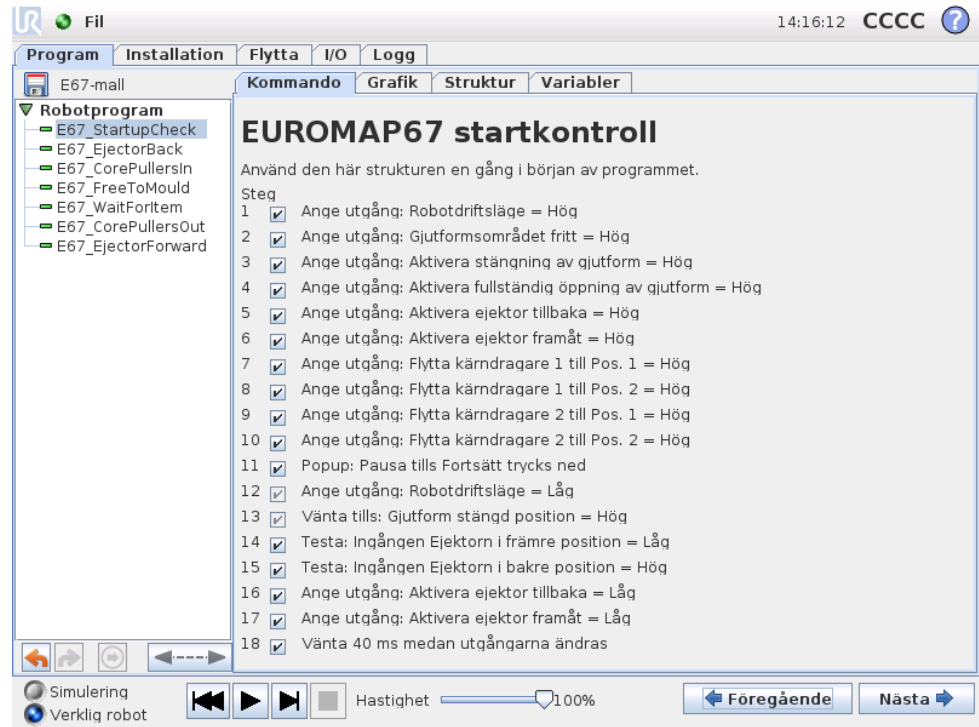 UR Fil 14:16:12 CCCC ?
Program Installation Flytta I/O Logg
E67-mall
Kommando Grafik Struktur Variabler
Robotprogram
E67_StartupCheck
E67_EjectorBack
E67_CorePullersIn
E67_FreeToMould
E67_WaitForItem
E67_CorePullersOut
E67_EjectorForward
EUROMAP67 startkontroll
Använd den här strukturen en gång i början av programmet.
Steg
1 Ange utgång: Robotdriftsläge = Hög
2 Ange utgång: Gjutformsområdet fritt = Hög
3 Ange utgång: Aktivera stängning av gjutform = Hög
4 Ange utgång: Aktivera fullständig öppning av gjutform = Hög
5 Ange utgång: Aktivera ejektor tillbaka = Hög
6 Ange utgång: Aktivera ejektor framåt = Hög
7 Ange utgång: Flytta kärndragare 1 till Pos. 1 = Hög
8 Ange utgång: Flytta kärndragare 1 till Pos. 2 = Hög
9 Ange utgång: Flytta kärndragare 2 till Pos. 1 = Hög
10 Ange utgång: Flytta kärndragare 2 till Pos. 2 = Hög
11 Popup: Pausa tills Fortsätt trycks ned
12 Ange utgång: Robotdriftsläge = Låg
13 Vänta tills: Gjutform stängd position = Hög
14 Testa: Ingången Ejektorn i främre position = Låg
15 Testa: Ingången Ejektorn i bakre position = Hög
16 Ange utgång: Aktivera ejektor tillbaka = Låg
17 Ange utgång: Aktivera ejektor framåt = Låg
18 Vänta 40 ms medan utgångarna ändras
Simulering
Verklig robot
Hastighet 100%
Föregående Nästa